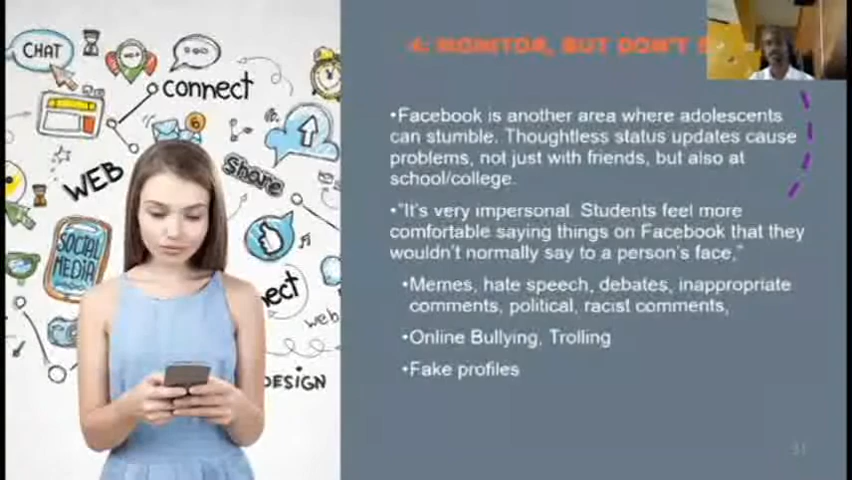 4: MONITOR, BUT DON'T
•Facebook is another area where adolescents
can stumble. Thoughtless status updates cause
problems, not just with friends, but also at
school/college.
•"It's very impersonal. Students feel more
comfortable saying things on Facebook that they
wouldn't normally say to a person's face,"
•Memes, hate speech, debates, inappropriate
comments, political, racist comments,
•Online Bullying, Trolling
•Fake profiles
CHAT
connect
WEB
share
SOCIAL
MEDIA
ect
web
DESIGN